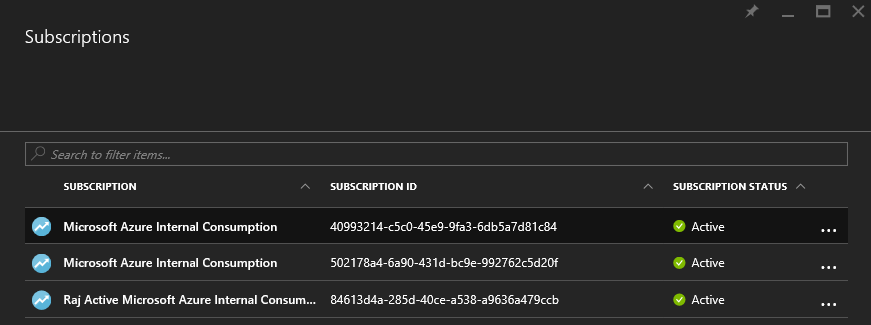 Subscriptions
Search to filter items...
SUBSCRIPTION SUBSCRIPTION ID SUBSCRIPTION STATUS
Microsoft Azure Internal Consumption 40993214-c5c0-45e9-9fa3-6db5a7d81c84 Active ...
Microsoft Azure Internal Consumption 502178a4-6a90-431d-bc9e-992762c5d20f Active ...
Raj Active Microsoft Azure Internal Consum... 84613d4a-285d-40ce-a538-a9636a479ccb Active ...